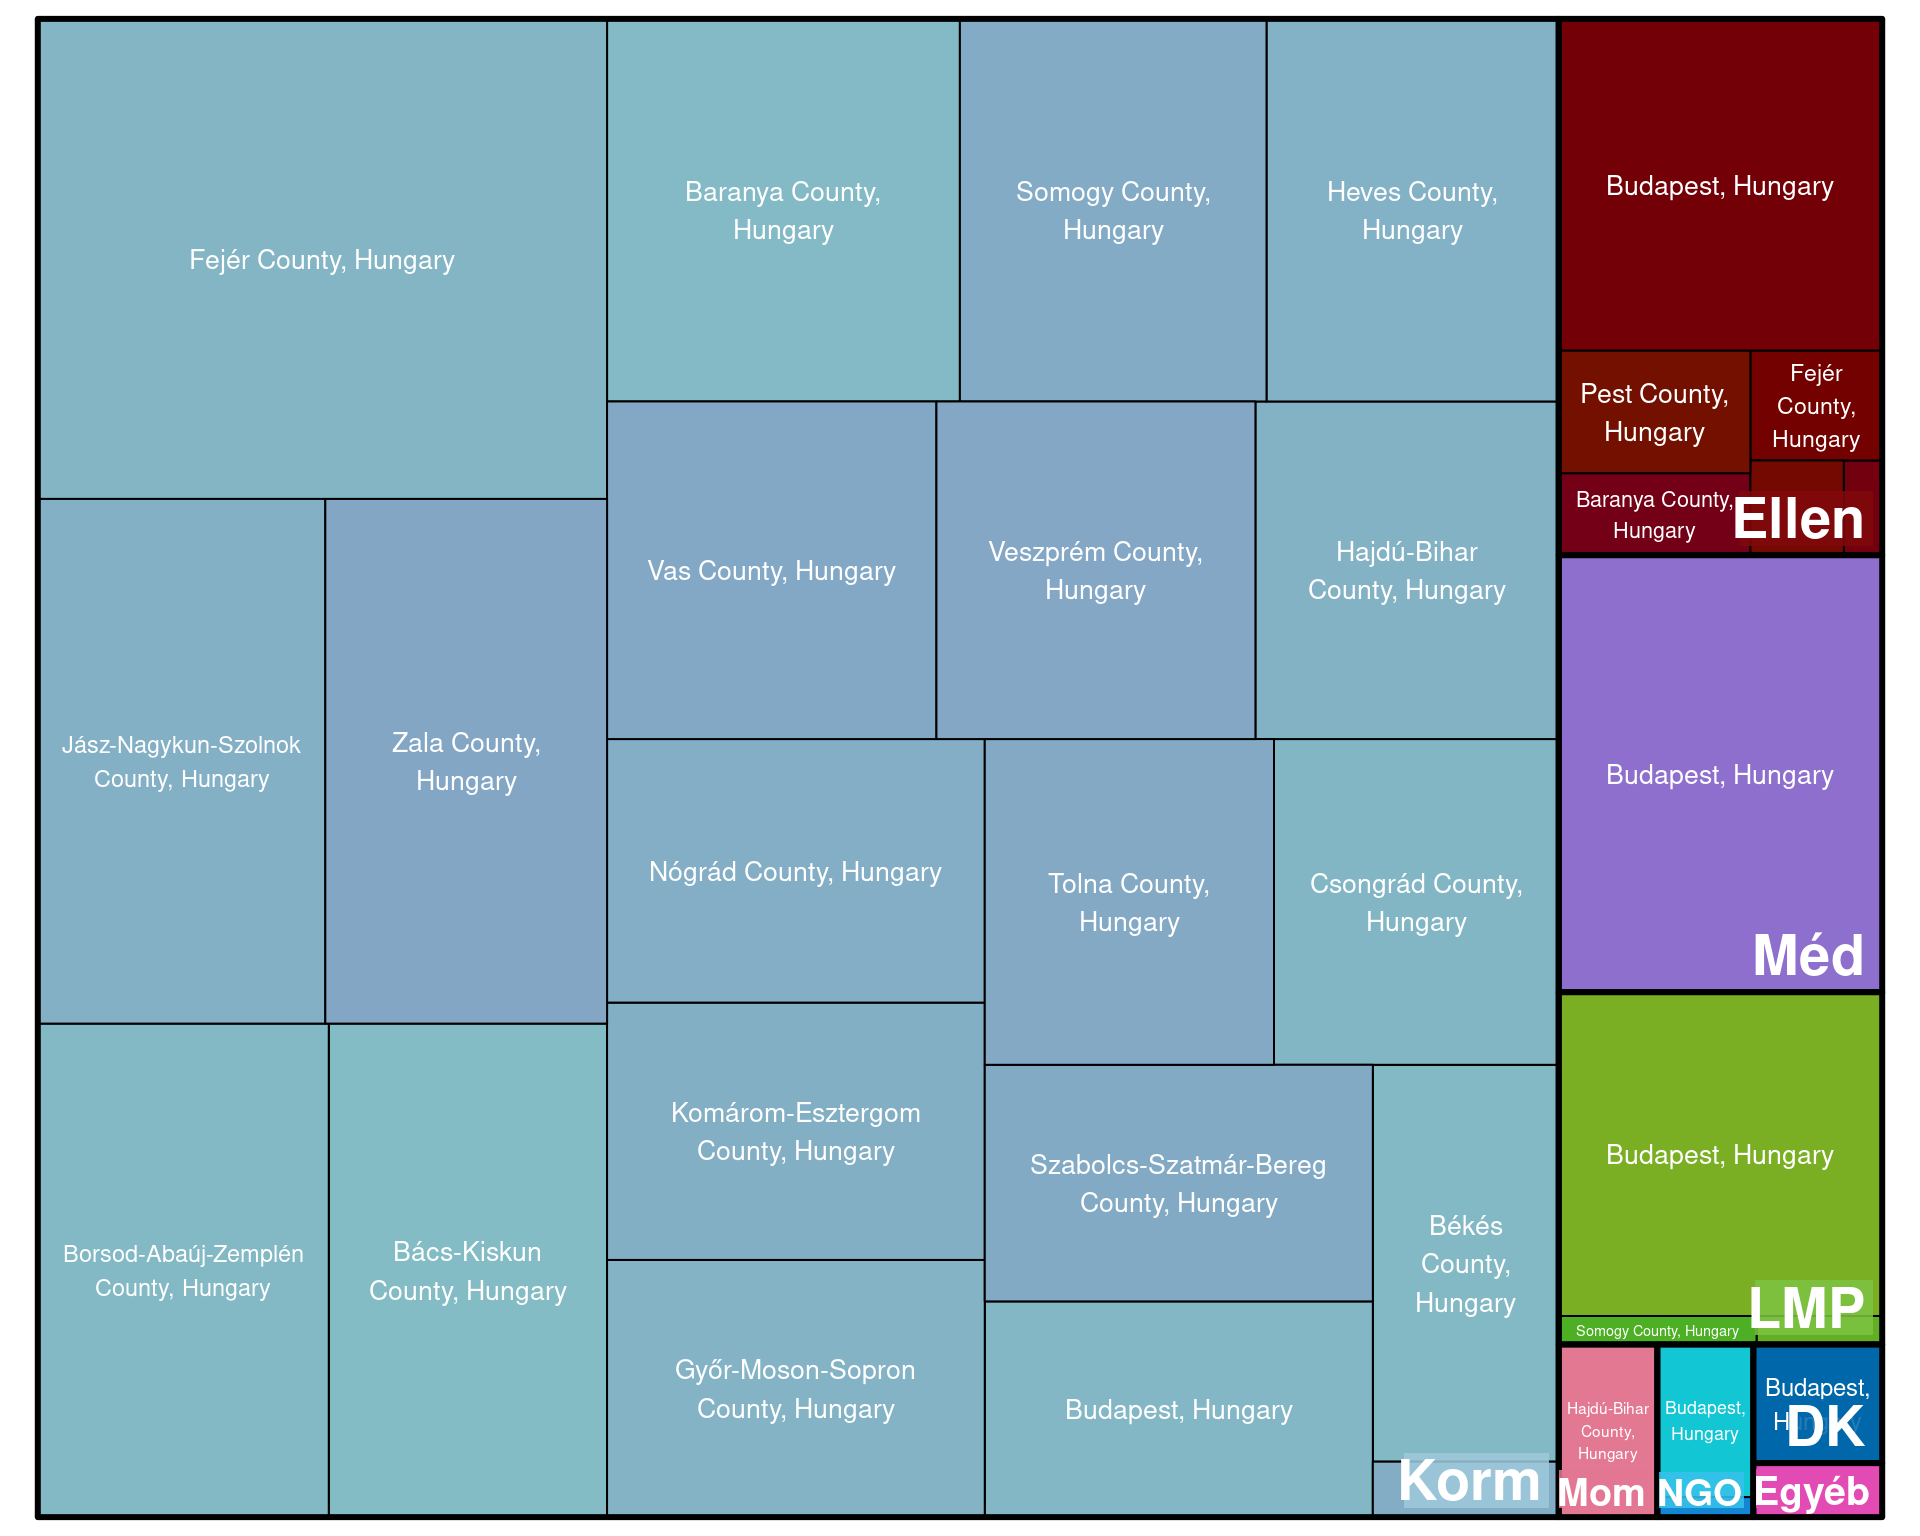 Fejér County, Hungary
Baranya County,
Hungary
Somogy County,
Hungary
Heves County,
Hungary
Jász-Nagykun-Szolnok
County, Hungary
Zala County,
Hungary
Vas County, Hungary
Veszprém County,
Hungary
Hajdú-Bihar
County, Hungary
Nógrád County, Hungary
Tolna County,
Hungary
Csongrád County,
Hungary
Borsod-Abaúj-Zemplén
County, Hungary
Bács-Kiskun
County, Hungary
Komárom-Esztergom
County, Hungary
Szabolcs-Szatmár-Bereg
County, Hungary
Békés
County,
Hungary
Győr-Moson-Sopron
County, Hungary
Budapest, Hungary
Korm
Budapest, Hungary
Pest County,
Hungary
Fejér
County,
Hungary
Baranya County,
Hungary
Ellen
Budapest, Hungary
Méd
Budapest, Hungary
Somogy County, Hungary
LMP
Hajdú-Bihar
County,
Hungary
Mom
Budapest,
Hungary
NGO
Budapest,
DK
Egyéb